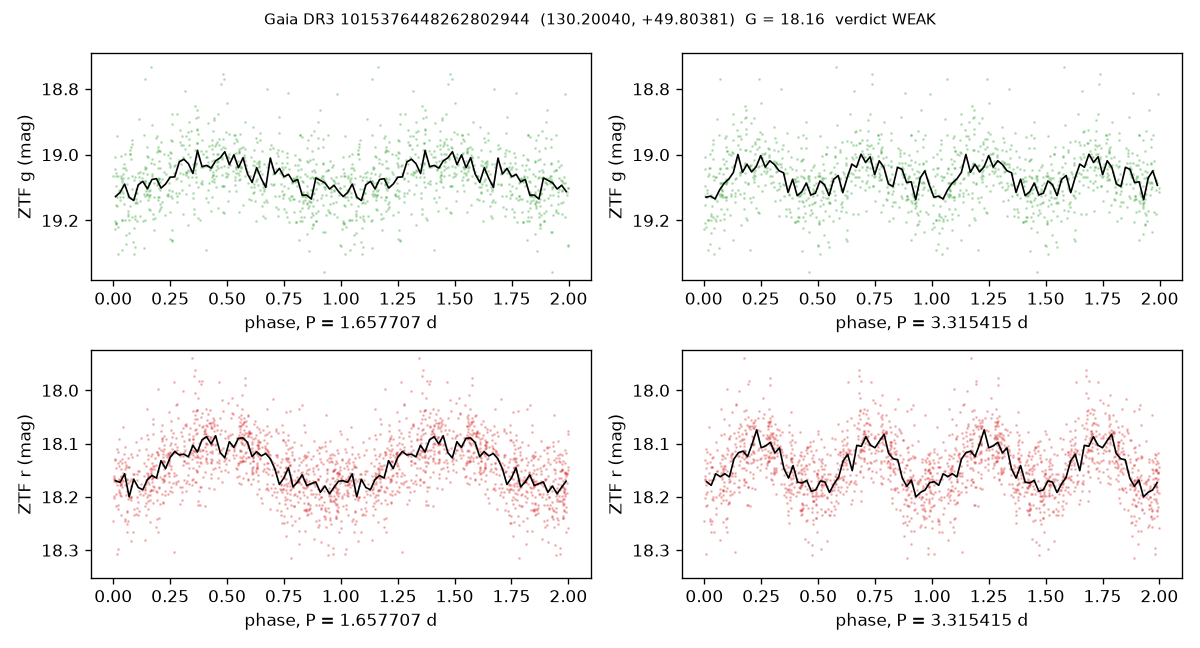 Gaia DR3 1015376448262802944 (130.20040, +49.80381) G = 18.16 verdict WEAK
ZTF g (mag)
18.8
19.0
19.2
0.00 0.25 0.50 0.75 1.00 1.25 1.50 1.75 2.00
phase, P = 1.657707 d
ZTF g (mag)
18.8
19.0
19.2
0.00 0.25 0.50 0.75 1.00 1.25 1.50 1.75 2.00
phase, P = 3.315415 d
ZTF r (mag)
18.0
18.1
18.2
18.3
0.00 0.25 0.50 0.75 1.00 1.25 1.50 1.75 2.00
phase, P = 1.657707 d
ZTF r (mag)
18.0
18.1
18.2
18.3
0.00 0.25 0.50 0.75 1.00 1.25 1.50 1.75 2.00
phase, P = 3.315415 d